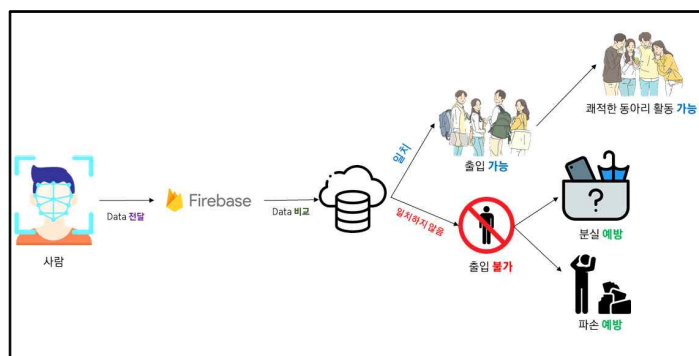 사람
Data 전달
Firebase
Data 비교
일치
일치하지 않음
출입 가능
출입 불가
쾌적한 동아리 활동 가능
?
분실 예방
파손 예방